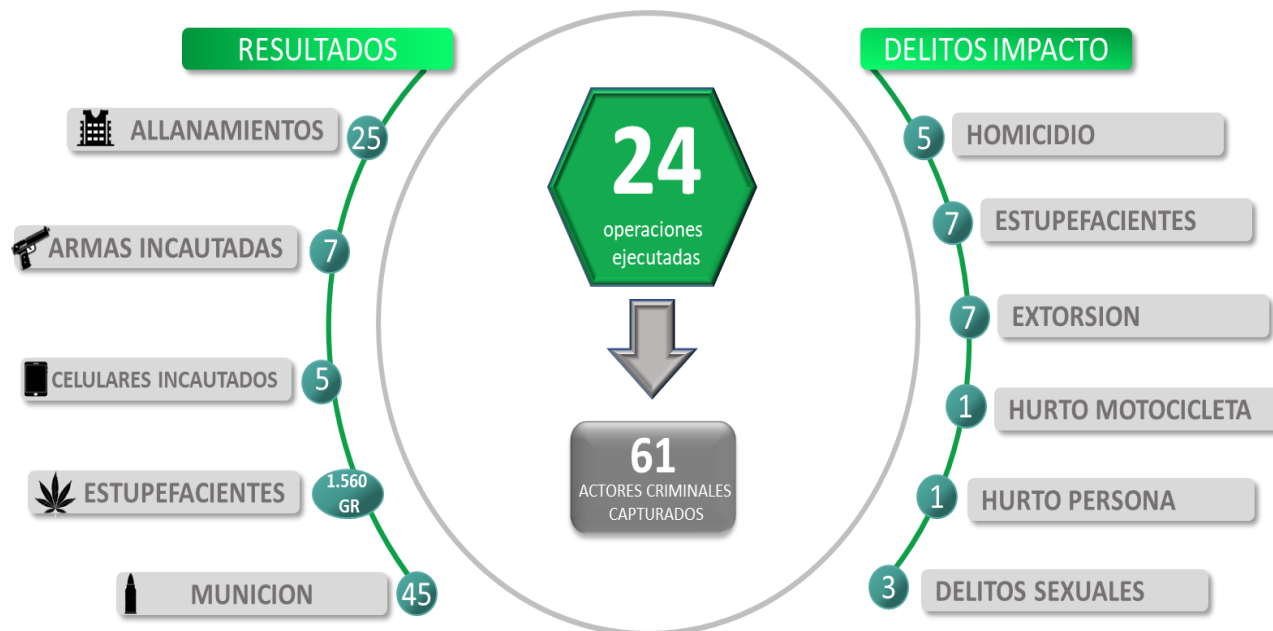 RESULTADOS
ALLANAMIENTOS
25
ARMAS INCAUTADAS
7
CELULARES INCAUTADOS
5
ESTUPEFACIENTES
1.560
GR
MUNICION
45
24
operaciones
ejecutadas
61
ACTORES CRIMINALES
CAPTURADOS
DELITOS IMPACTO
5
HOMICIDIO
7
ESTUPEFACIENTES
7
EXTORSION
1
HURTO MOTOCICLETA
1
HURTO PERSONA
3
DELITOS SEXUALES